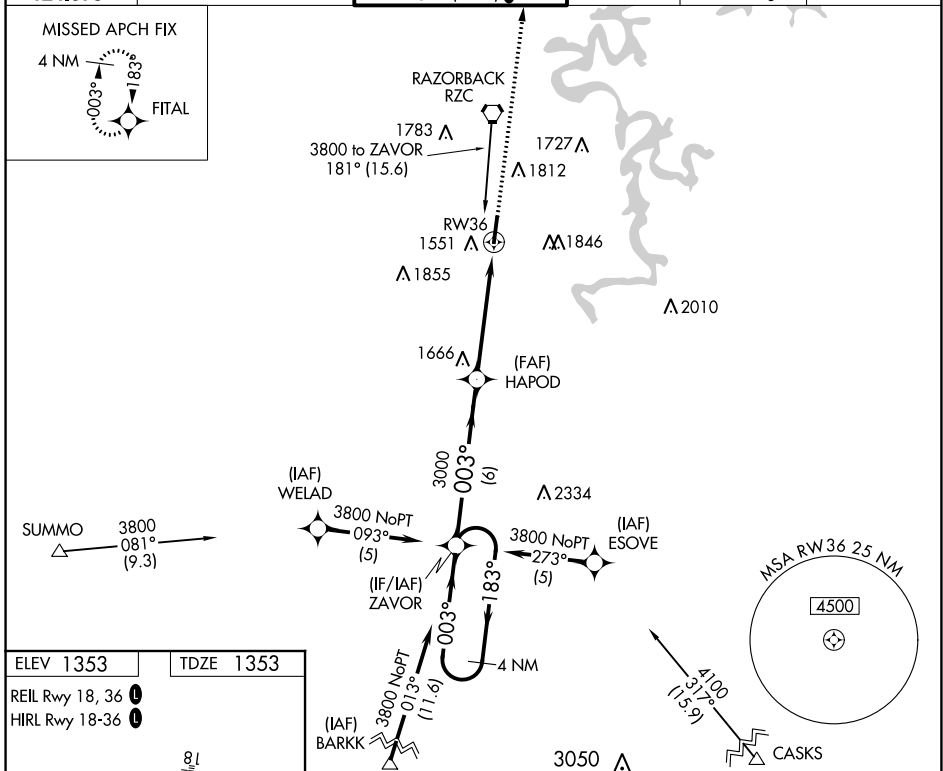 MISSED APCH FIX
4 NM
003°
183°
FITAL
RAZORBACK
RZC
1783
3800 to ZAVOR
181° (15.6)
1727
1812
RW36
1551
1846
1855
2010
1666
(FAF)
HAPOD
3000
003°
(6)
2334
(IAF)
WELAD
3800 NoPT
093°
(5)
SUMMO
3800
081°
(9.3)
3800 NoPT
273°
(5)
(IAF)
ESOVE
(IF/IAF)
ZAVOR
003°
183°
4 NM
MSA RW36 25 NM
4500
3800 NoPT
013°
(11.6)
(IAF)
BARKK
4100
317°
(15.9)
CASKS
3050
ELEV 1353
TDZE 1353
REIL Rwy 18, 36 L
HIRL Rwy 18-36 L
18